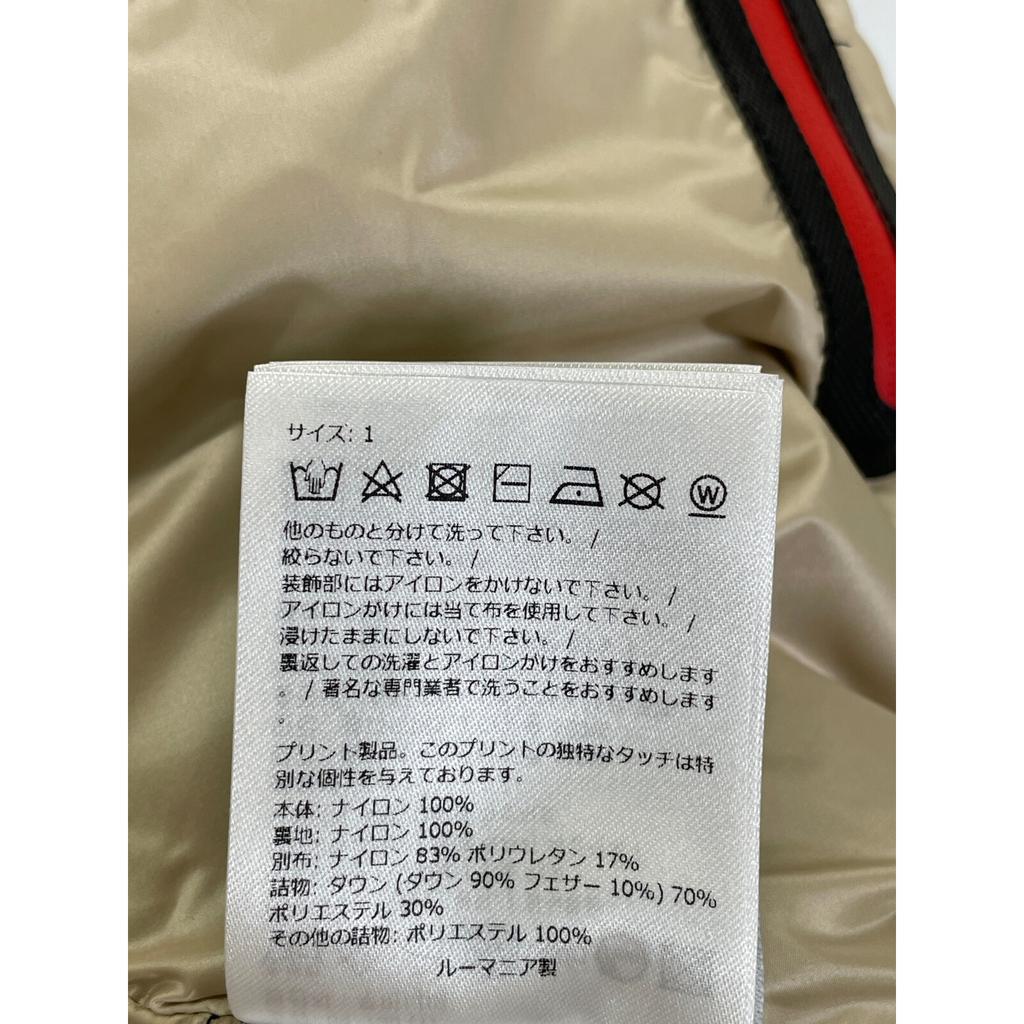 サイズ: 1
W
他のものと分けて洗って下さい。 /
絞らないで下さい。 /
装飾部にはアイロンをかけないで下さい。 /
アイロンがけには当て布を使用して下さい。 /
浸けたままにしないで下さい。 /
裏返しての洗濯とアイロンがけをおすすめします
。 / 著名な専門業者で洗うことをおすすめします
。
プリント製品。このプリントの独特なタッチは特
別な個性を与えております。
本体: ナイロン 100%
裏地: ナイロン 100%
別布: ナイロン 83% ポリウレタン 17%
詰物: ダウン (ダウン 90% フェザー 10%) 70%
ポリエステル 30%
その他の詰物: ポリエステル 100%
ルーマニア製